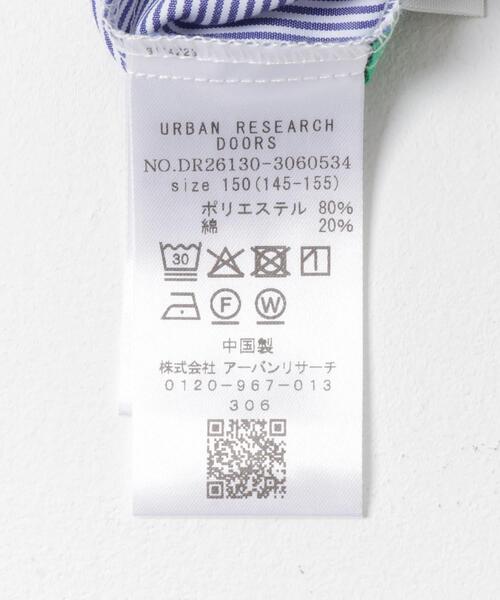 URBAN RESEARCH
DOORS
NO.DR26130-3060534
size 150(145-155)
ポリエステル 80%
綿 20%
30
F W
中国製
株式会社 アーバンリサーチ
0120-967-013
306